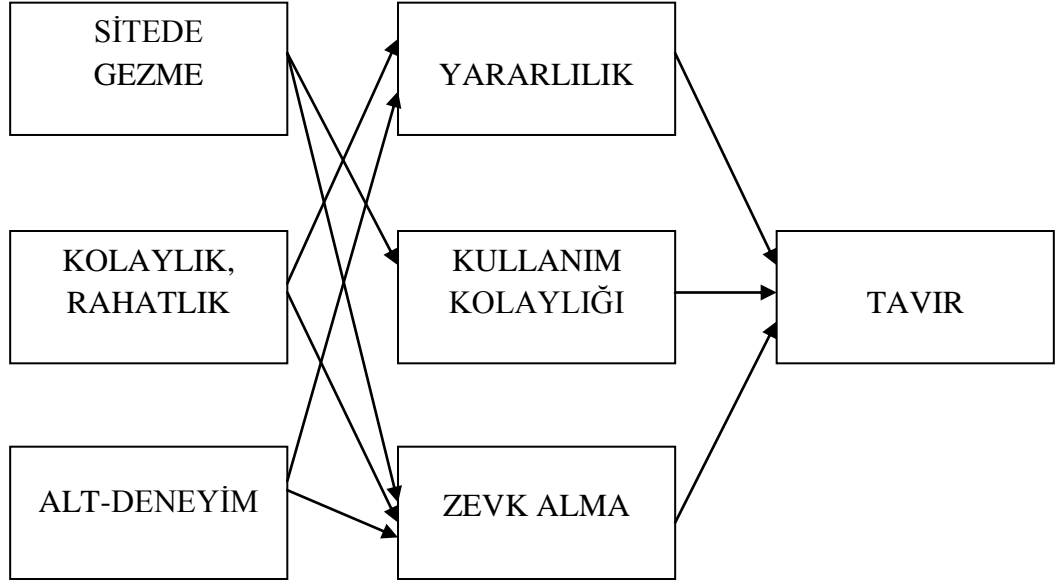 SİTEDE
GEZME
YARARLILIK
KOLAYLIK,
RAHATLIK
KULLANIM
KOLAYLIĞI
TAVIR
ALT-DENEYİM
ZEVK ALMA